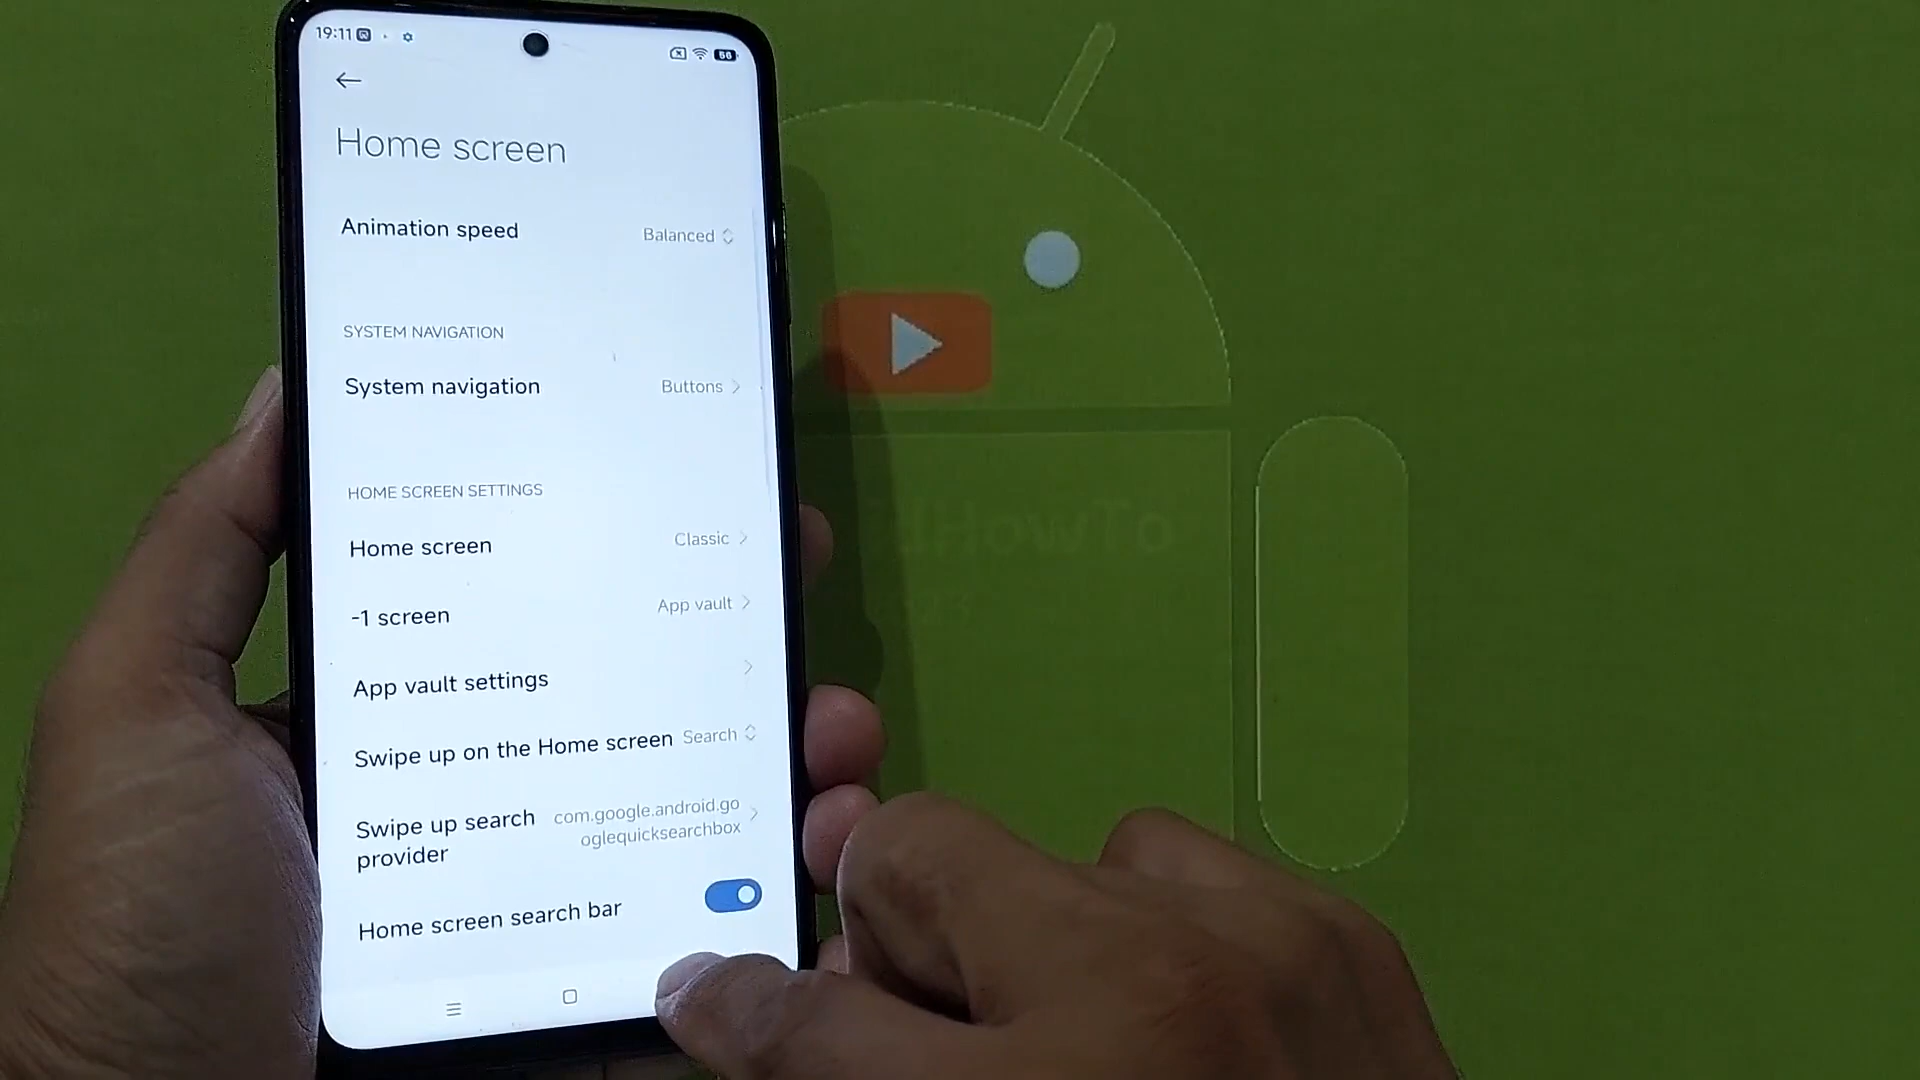 19:11
56
Home screen
Animation speed
Balanced
SYSTEM NAVIGATION
System navigation
Buttons
HOME SCREEN SETTINGS
Home screen
Classic
-1 screen
App vault
App vault settings
Swipe up on the Home screen
Search
Swipe up search
provider
com.google.android.go
oglequicksearchbox
Home screen search bar
HowTo